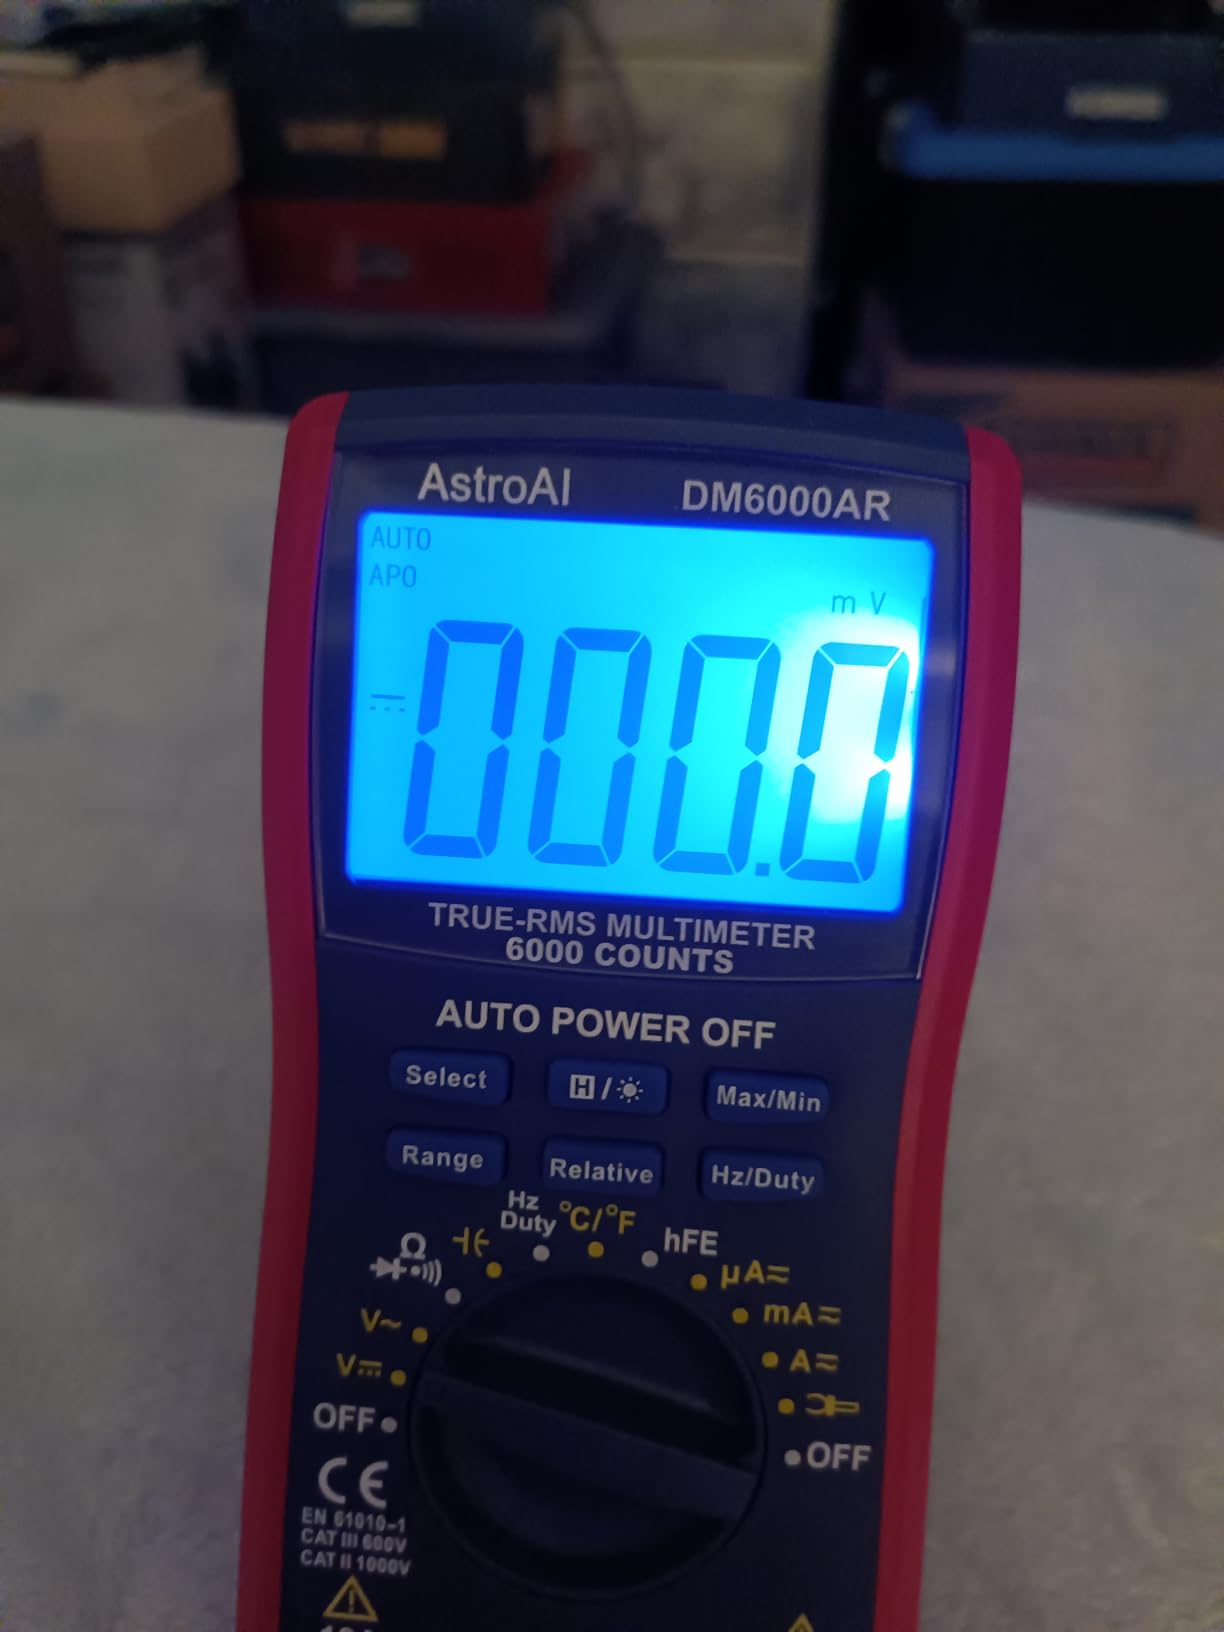 AstroAI DM6000AR
AUTO
APO
m V
000.0
TRUE-RMS MULTIMETER
6000 COUNTS
AUTO POWER OFF
Select H/ Max/Min
Range Relative Hz/Duty
Hz
Duty
°C/°F
hFE
Ω
µA
mA
A
V~
V
OFF
OFF
CE
EN 61010-1
CAT III 600V
CAT II 1000V